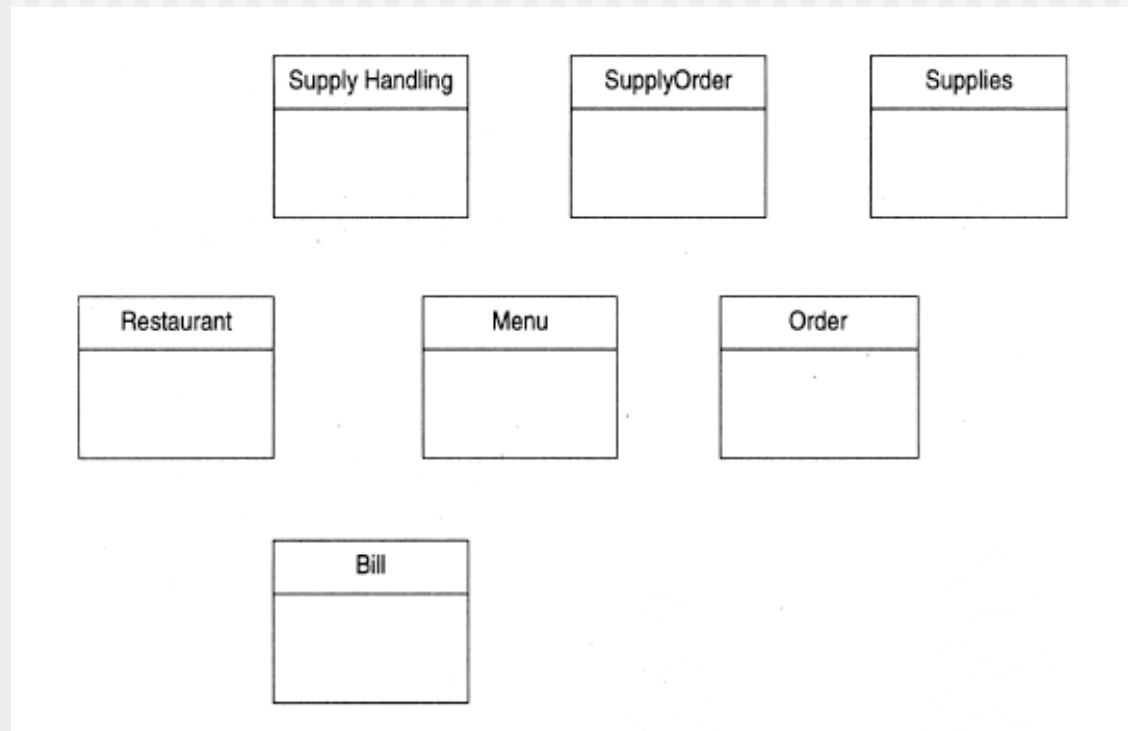 Supply Handling
SupplyOrder
Supplies
Restaurant
Menu
Order
Bill